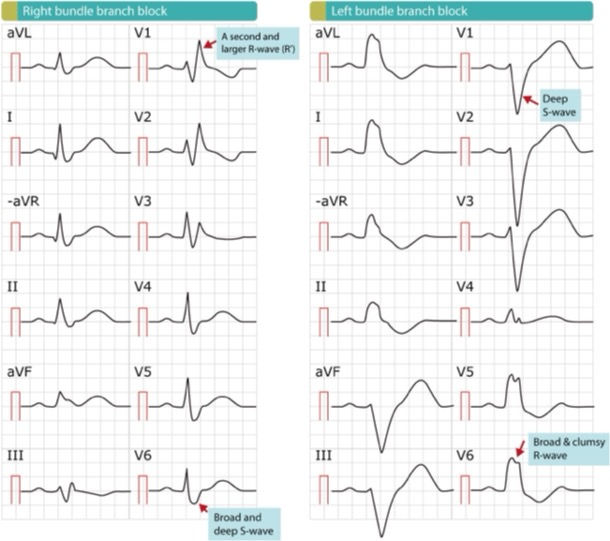 Right bundle branch block
aVL
V1
A second and
larger R-wave (R')
I
V2
-aVR
V3
II
V4
aVF
V5
III
V6
Broad and
deep S-wave
Left bundle branch block
aVL
V1
Deep
S-wave
I
V2
-aVR
V3
II
V4
aVF
V5
Broad & clumsy
R-wave
III
V6